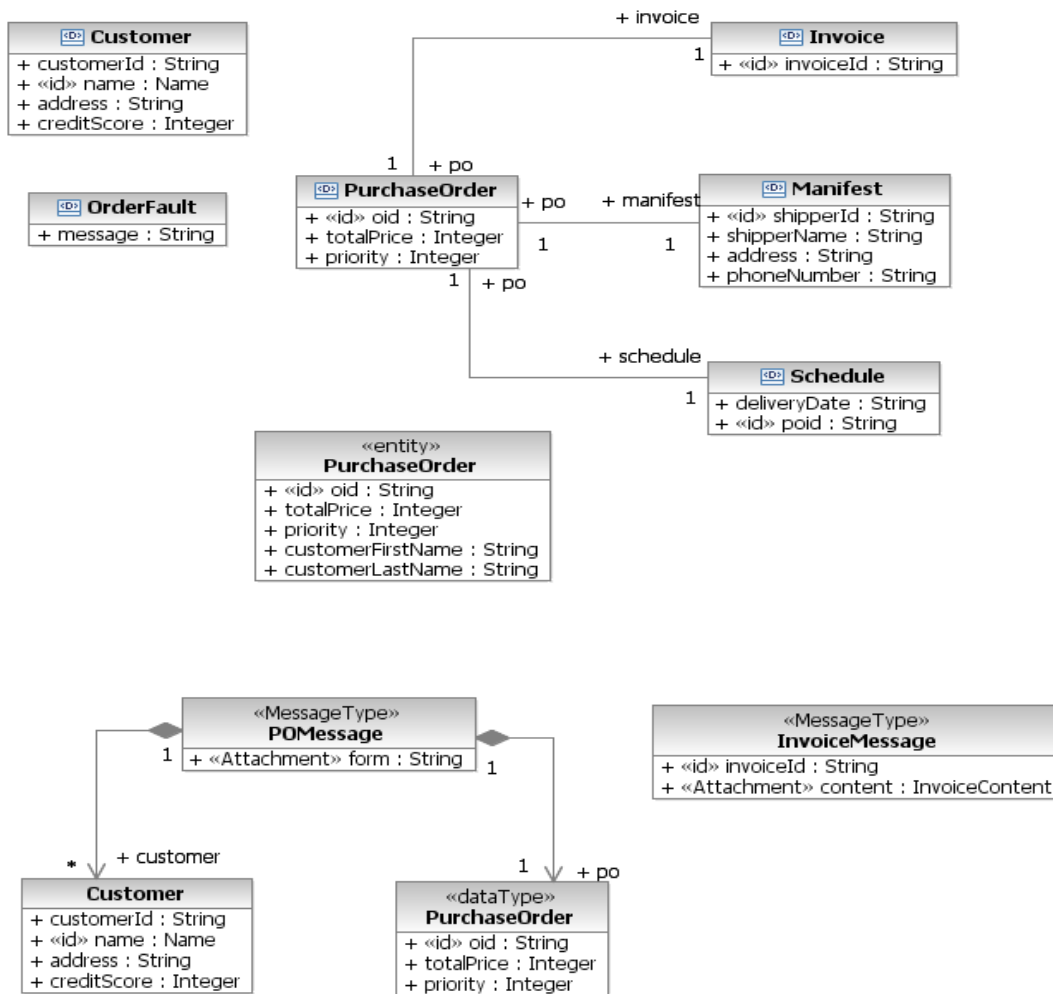 Customer
+ customerId : String
+ «id» name : Name
+ address : String
+ creditScore : Integer
+ invoice
1
Invoice
+ «id» invoiceId : String
OrderFault
+ message : String
1
+ po
PurchaseOrder
+ «id» oid : String
+ totalPrice : Integer
+ priority : Integer
+ po
1
+ manifest
1
Manifest
+ «id» shipperId : String
+ shipperName : String
+ address : String
+ phoneNumber : String
1
+ po
+ schedule
1
Schedule
+ deliveryDate : String
+ «id» poid : String
«entity»
PurchaseOrder
+ «id» oid : String
+ totalPrice : Integer
+ priority : Integer
+ customerFirstName : String
+ customerLastName : String
«MessageType»
POMessage
+ «Attachment» form : String
1
1
«MessageType»
InvoiceMessage
+ «id» invoiceId : String
+ «Attachment» content : InvoiceContent
*
+ customer
Customer
+ customerId : String
+ «id» name : Name
+ address : String
+ creditScore : Integer
1
+ po
«dataType»
PurchaseOrder
+ «id» oid : String
+ totalPrice : Integer
+ priority : Integer